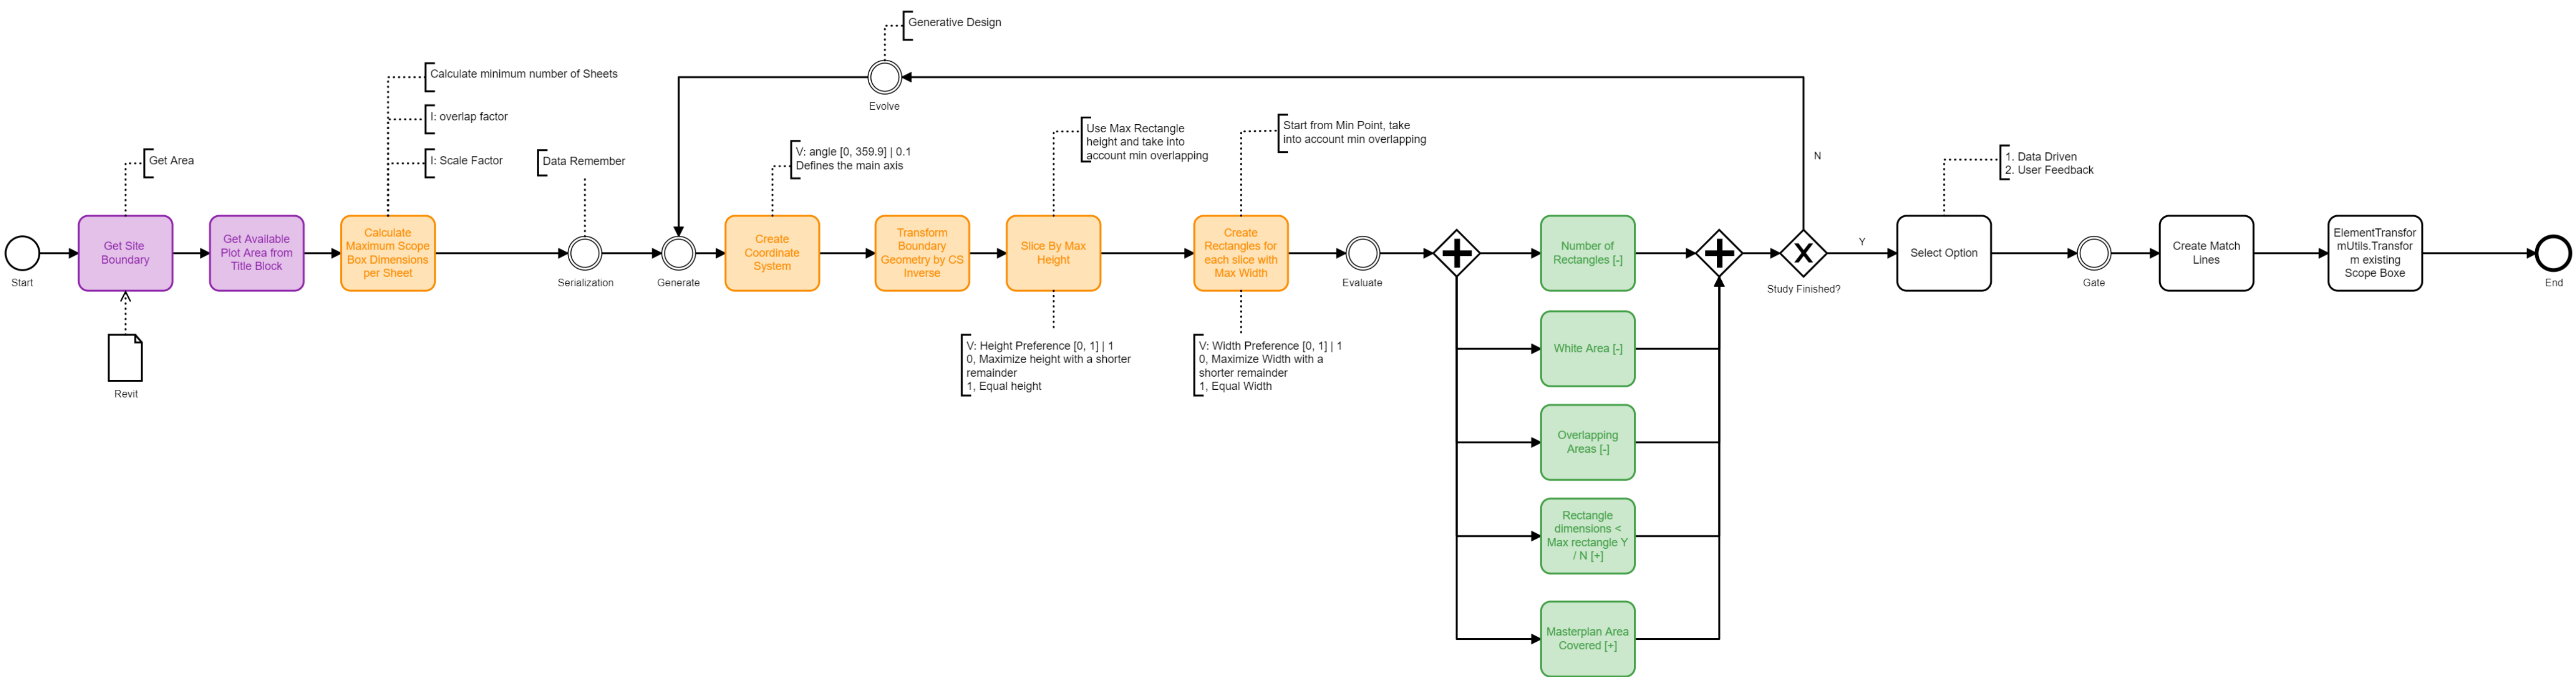 Generative Design
Evolve
Calculate minimum number of Sheets
I: overlap factor
I: Scale Factor
Get Area
Data Remember
V: angle [0, 359.9] | 0.1
Defines the main axis
Use Max Rectangle
height and take into
account min overlapping
Start from Min Point, take
into account min overlapping
N
1. Data Driven
2. User Feedback
Start
Get Site
Boundary
Get Available
Plot Area from
Title Block
Calculate
Maximum Scope
Box Dimensions
per Sheet
Serialization
Generate
Create
Coordinate
System
Transform
Boundary
Geometry by CS
Inverse
Slice By Max
Height
Create
Rectangles for
each slice with
Max Width
Evaluate
Number of
Rectangles [-]
X
Study Finished?
Y
Select Option
Gate
Create Match
Lines
ElementTransfor
mUtils.Transfor
m existing
Scope Boxe
End
Revit
V: Height Preference [0, 1] | 1
0, Maximize height with a shorter
remainder
1, Equal height
V: Width Preference [0, 1] | 1
0, Maximize Width with a
shorter remainder
1, Equal Width
White Area [-]
Overlapping
Areas [-]
Rectangle
dimensions <
Max rectangle Y
/ N [+]
Masterplan Area
Covered [+]